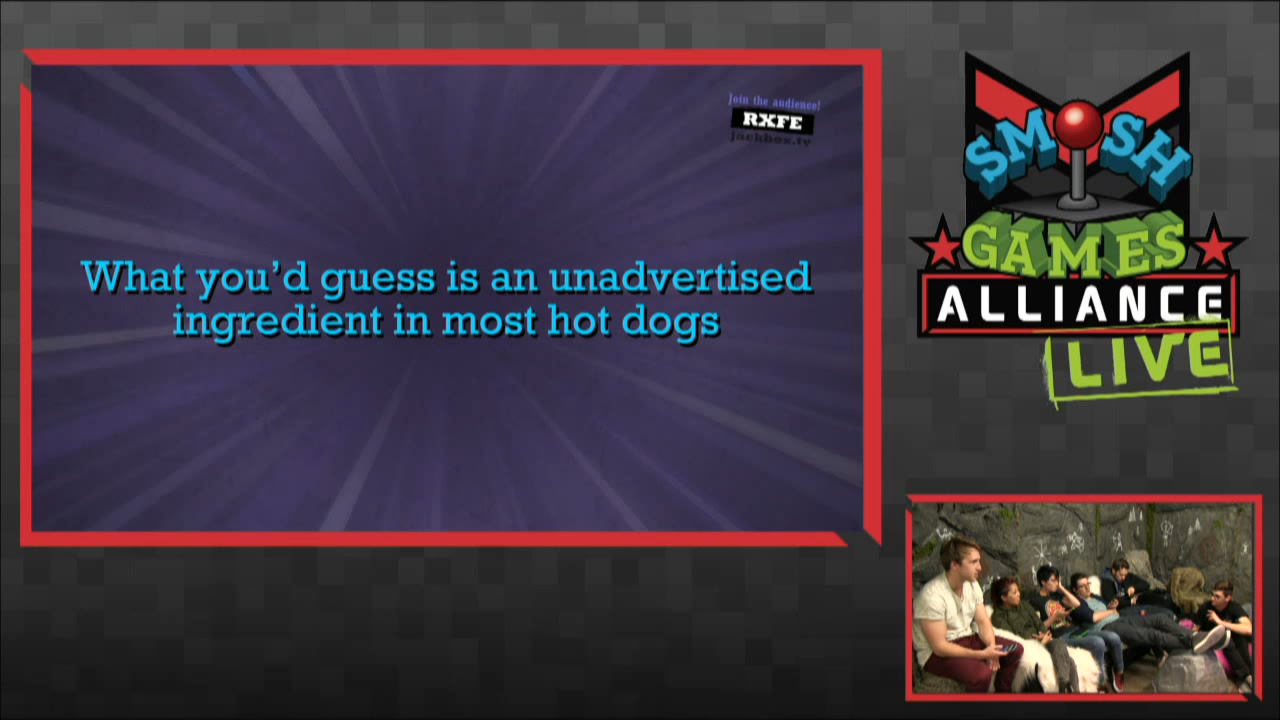 Join the audience!
RXFE
jackbox.tv
What you'd guess is an unadvertised
ingredient in most hot dogs
SMOSH
GAMES
ALLIANCE
LIVE